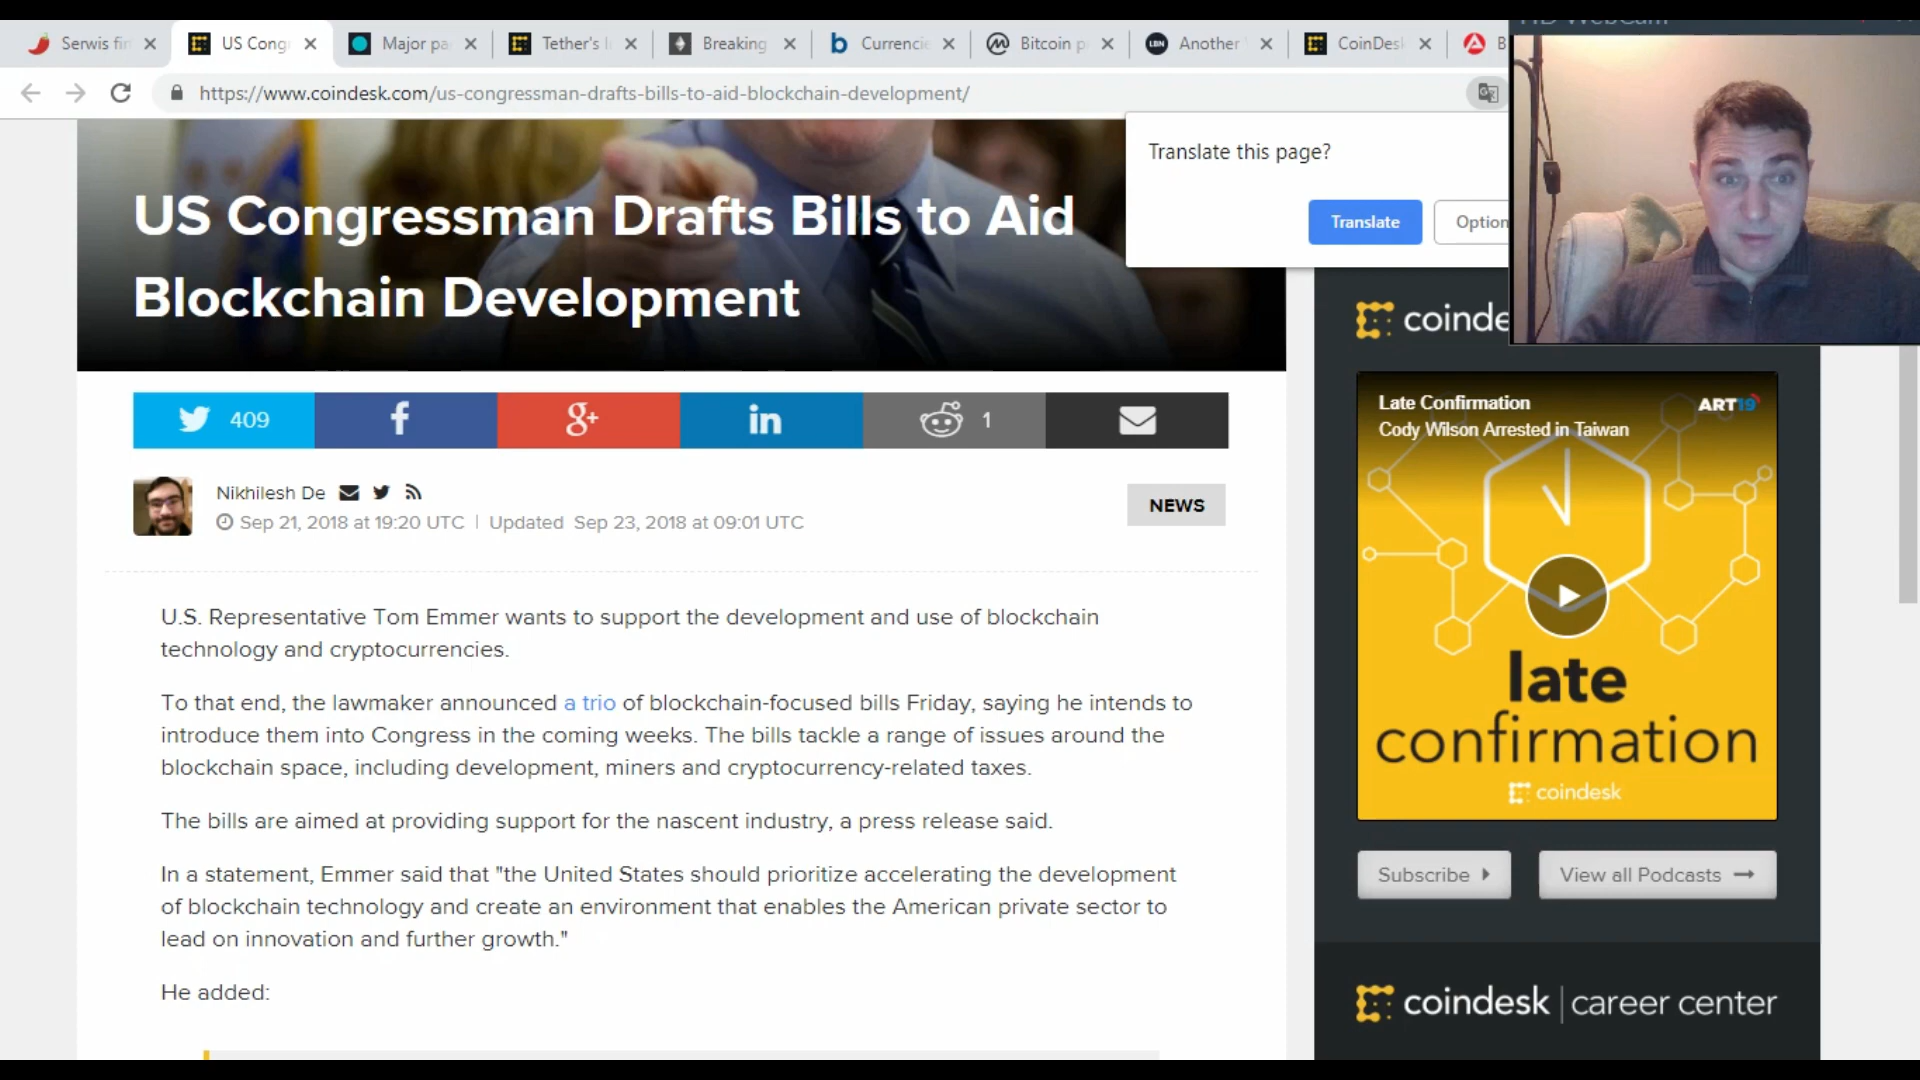 HD WebCam
Serwis fin
US Cong
Major pa
Tether's
Breaking
b
Currencie
Bitcoin p
LBN
Another
CoinDesk
B
https://www.coindesk.com/us-congressman-drafts-bills-to-aid-blockchain-development/
Translate this page?
Translate
Option
US Congressman Drafts Bills to Aid
Blockchain Development
coinde
409
f
g+
in
1
Nikhilesh De
Sep 21, 2018 at 19:20 UTC | Updated Sep 23, 2018 at 09:01 UTC
NEWS
U.S. Representative Tom Emmer wants to support the development and use of blockchain
technology and cryptocurrencies.
To that end, the lawmaker announced a trio of blockchain-focused bills Friday, saying he intends to
introduce them into Congress in the coming weeks. The bills tackle a range of issues around the
blockchain space, including development, miners and cryptocurrency-related taxes.
The bills are aimed at providing support for the nascent industry, a press release said.
In a statement, Emmer said that "the United States should prioritize accelerating the development
of blockchain technology and create an environment that enables the American private sector to
lead on innovation and further growth."
He added:
Late Confirmation
Cody Wilson Arrested in Taiwan
ART19
late
confirmation
coindesk
Subscribe
View all Podcasts
coindesk | career center